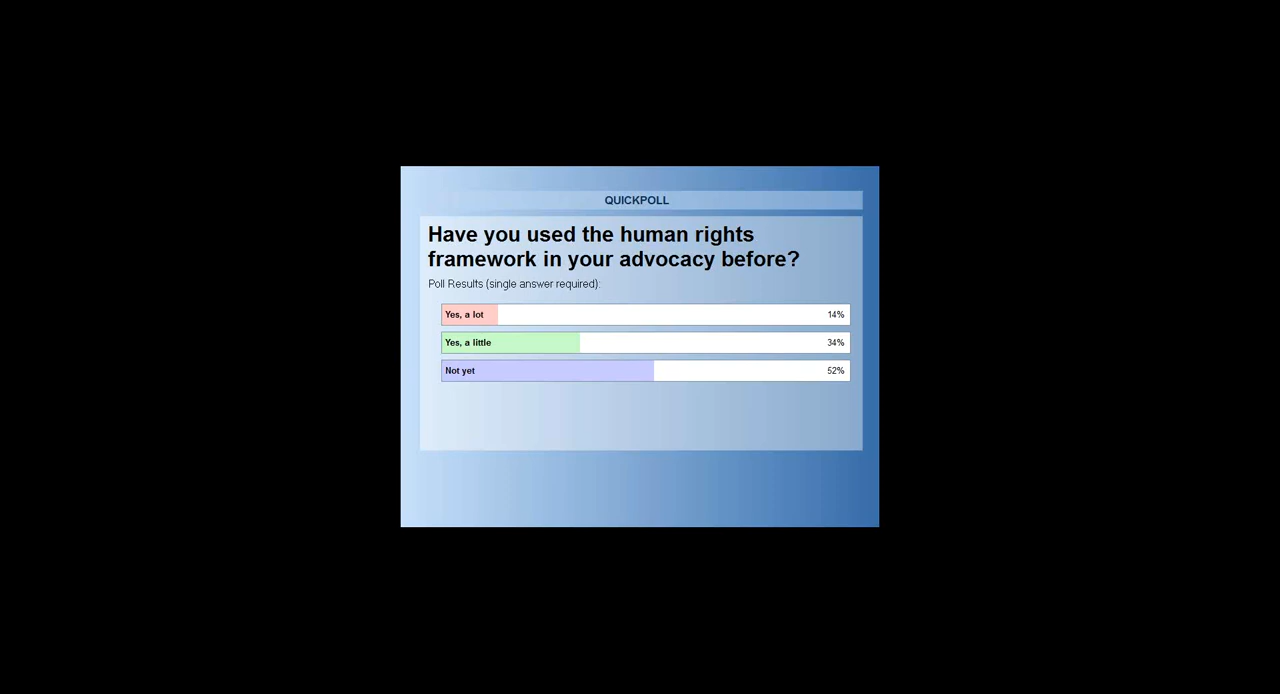 QUICKPOLL
Have you used the human rights
framework in your advocacy before?
Poll Results (single answer required):
Yes, a lot 14%
Yes, a little 34%
Not yet 52%